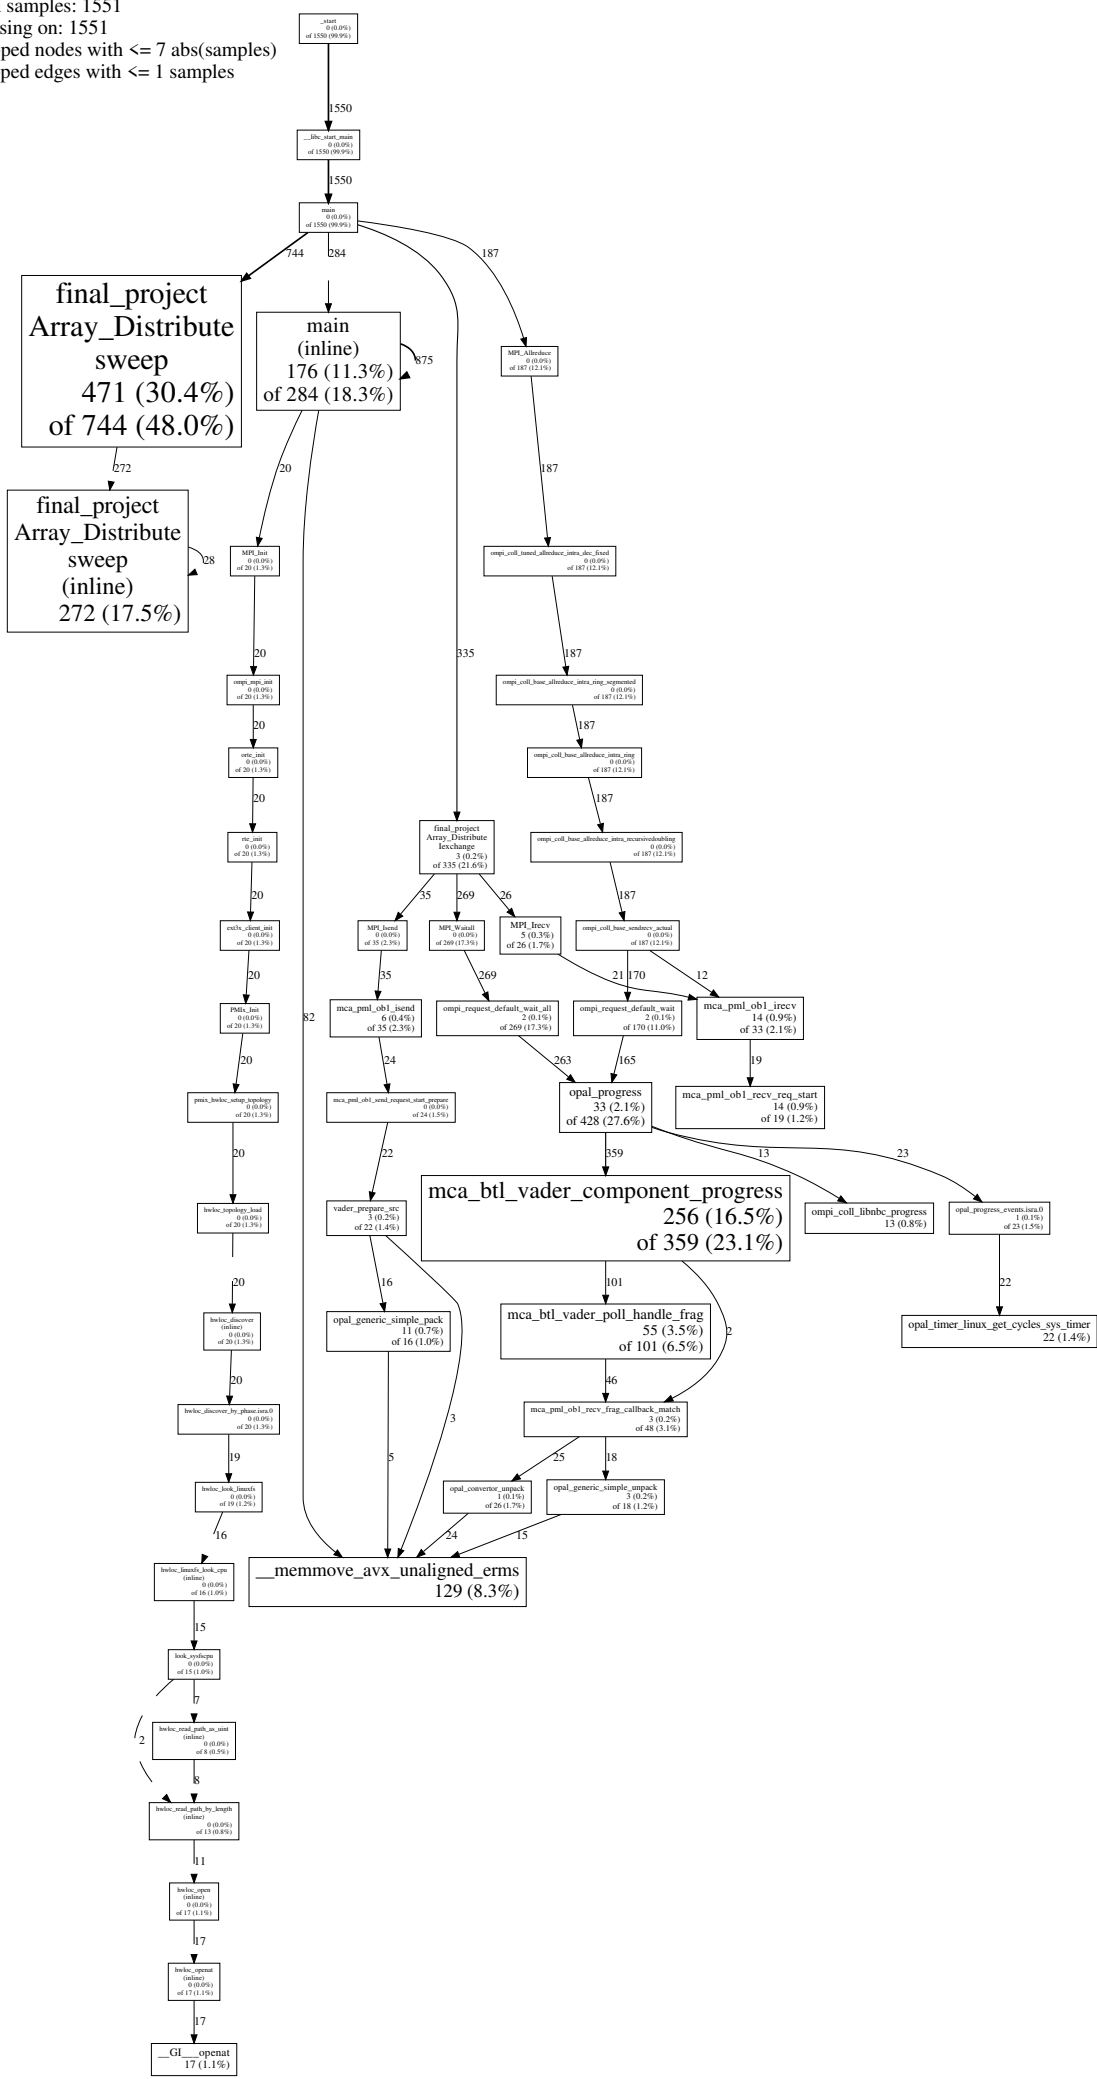 samples: 1551
sing on: 1551
ped nodes with <= 7 abs(samples)
ped edges with <= 1 samples
_start
0 (0.0%)
of 1550 (99.9%)
1550
__libc_start_main
0 (0.0%)
of 1550 (99.9%)
1550
main
0 (0.0%)
of 1550 (99.9%)
744
284
187
final_project
Array_Distribute
sweep
471 (30.4%)
of 744 (48.0%)
main
(inline)
176 (11.3%)
of 284 (18.3%)
875
MPI_Allreduce
0 (0.0%)
of 187 (12.1%)
272
20
187
final_project
Array_Distribute
sweep
(inline)
272 (17.5%)
28
MPI_Init
0 (0.0%)
of 20 (1.3%)
ompi_coll_tuned_allreduce_intra_dec_fixed
0 (0.0%)
of 187 (12.1%)
20
335
187
ompi_mpi_init
0 (0.0%)
of 20 (1.3%)
ompi_coll_base_allreduce_intra_ring_segmented
0 (0.0%)
of 187 (12.1%)
20
187
orte_init
0 (0.0%)
of 20 (1.3%)
ompi_coll_base_allreduce_intra_ring
0 (0.0%)
of 187 (12.1%)
20
187
rte_init
0 (0.0%)
of 20 (1.3%)
final_project
Array_Distribute
Iexchange
3 (0.2%)
of 335 (21.6%)
ompi_coll_base_allreduce_intra_recursivedoubling
0 (0.0%)
of 187 (12.1%)
20
35
269
26
187
ext3x_client_init
0 (0.0%)
of 20 (1.3%)
MPI_Isend
0 (0.0%)
of 35 (2.3%)
MPI_Waitall
0 (0.0%)
of 269 (17.3%)
MPI_Irecv
5 (0.3%)
of 26 (1.7%)
ompi_coll_base_sendrecv_actual
0 (0.0%)
of 187 (12.1%)
20
35
269
21
170
12
PMIx_Init
0 (0.0%)
of 20 (1.3%)
82
mca_pml_ob1_isend
6 (0.4%)
of 35 (2.3%)
ompi_request_default_wait_all
2 (0.1%)
of 269 (17.3%)
ompi_request_default_wait
2 (0.1%)
of 170 (11.0%)
mca_pml_ob1_irecv
14 (0.9%)
of 33 (2.1%)
20
24
263
165
19
pmix_hwloc_setup_topology
0 (0.0%)
of 20 (1.3%)
mca_pml_ob1_send_request_start_prepare
0 (0.0%)
of 24 (1.5%)
opal_progress
33 (2.1%)
of 428 (27.6%)
mca_pml_ob1_recv_req_start
14 (0.9%)
of 19 (1.2%)
20
22
359
13
23
hwloc_topology_load
0 (0.0%)
of 20 (1.3%)
vader_prepare_src
3 (0.2%)
of 22 (1.4%)
mca_btl_vader_component_progress
256 (16.5%)
of 359 (23.1%)
ompi_coll_libnbc_progress
13 (0.8%)
opal_progress_events.isra.0
1 (0.1%)
of 23 (1.5%)
20
16
101
22
hwloc_discover
(inline)
0 (0.0%)
of 20 (1.3%)
opal_generic_simple_pack
11 (0.7%)
of 16 (1.0%)
mca_btl_vader_poll_handle_frag
55 (3.5%)
of 101 (6.5%)
2
opal_timer_linux_get_cycles_sys_timer
22 (1.4%)
20
46
hwloc_discover_by_phase.isra.0
0 (0.0%)
of 20 (1.3%)
3
mca_pml_ob1_recv_frag_callback_match
3 (0.2%)
of 48 (3.1%)
19
5
25
18
hwloc_look_linuxfs
0 (0.0%)
of 19 (1.2%)
opal_convertor_unpack
1 (0.1%)
of 26 (1.7%)
opal_generic_simple_unpack
3 (0.2%)
of 18 (1.2%)
16
24
15
hwloc_linuxfs_look_cpu
(inline)
0 (0.0%)
of 16 (1.0%)
__memmove_avx_unaligned_erms
129 (8.3%)
15
look_sysfscpu
0 (0.0%)
of 15 (1.0%)
7
2
hwloc_read_path_as_uint
(inline)
0 (0.0%)
of 8 (0.5%)
8
hwloc_read_path_by_length
(inline)
0 (0.0%)
of 13 (0.8%)
11
hwloc_open
(inline)
0 (0.0%)
of 17 (1.1%)
17
hwloc_openat
(inline)
0 (0.0%)
of 17 (1.1%)
17
__GI___openat
17 (1.1%)